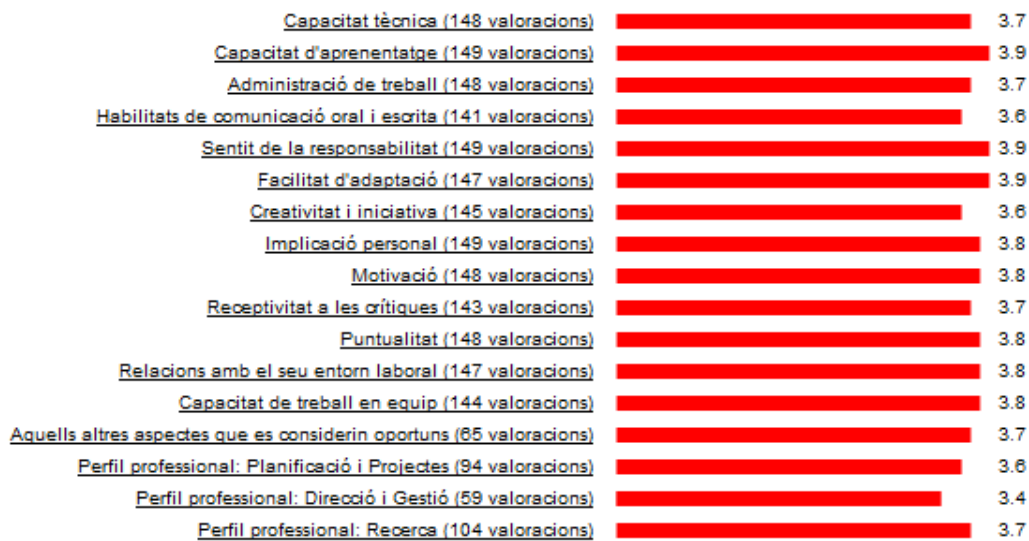 Capacitat tècnica (148 valoracions) 3.7
Capacitat d'aprenentatge (149 valoracions) 3.9
Administració de treball (148 valoracions) 3.7
Habilitats de comunicació oral i escrita (141 valoracions) 3.6
Sentit de la responsabilitat (149 valoracions) 3.9
Facilitat d'adaptació (147 valoracions) 3.9
Creativitat i iniciativa (145 valoracions) 3.6
Implicació personal (149 valoracions) 3.8
Motivació (148 valoracions) 3.8
Receptivitat a les crítiques (143 valoracions) 3.7
Puntualitat (148 valoracions) 3.8
Relacions amb el seu entorn laboral (147 valoracions) 3.8
Capacitat de treball en equip (144 valoracions) 3.8
Aquells altres aspectes que es considerin oportuns (65 valoracions) 3.7
Perfil professional: Planificació i Projectes (94 valoracions) 3.6
Perfil professional: Direcció i Gestió (59 valoracions) 3.4
Perfil professional: Recerca (104 valoracions) 3.7